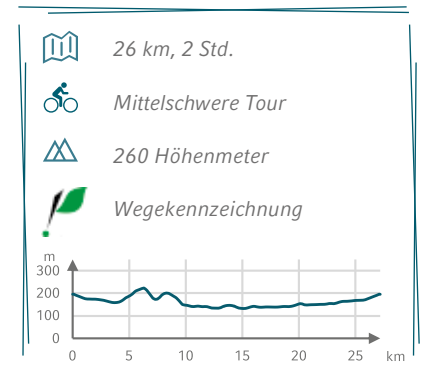 26 km, 2 Std.
Mittelschwere Tour
260 Höhenmeter
Wegekennzeichnung
m
300
200
100
0
0 5 10 15 20 25 km